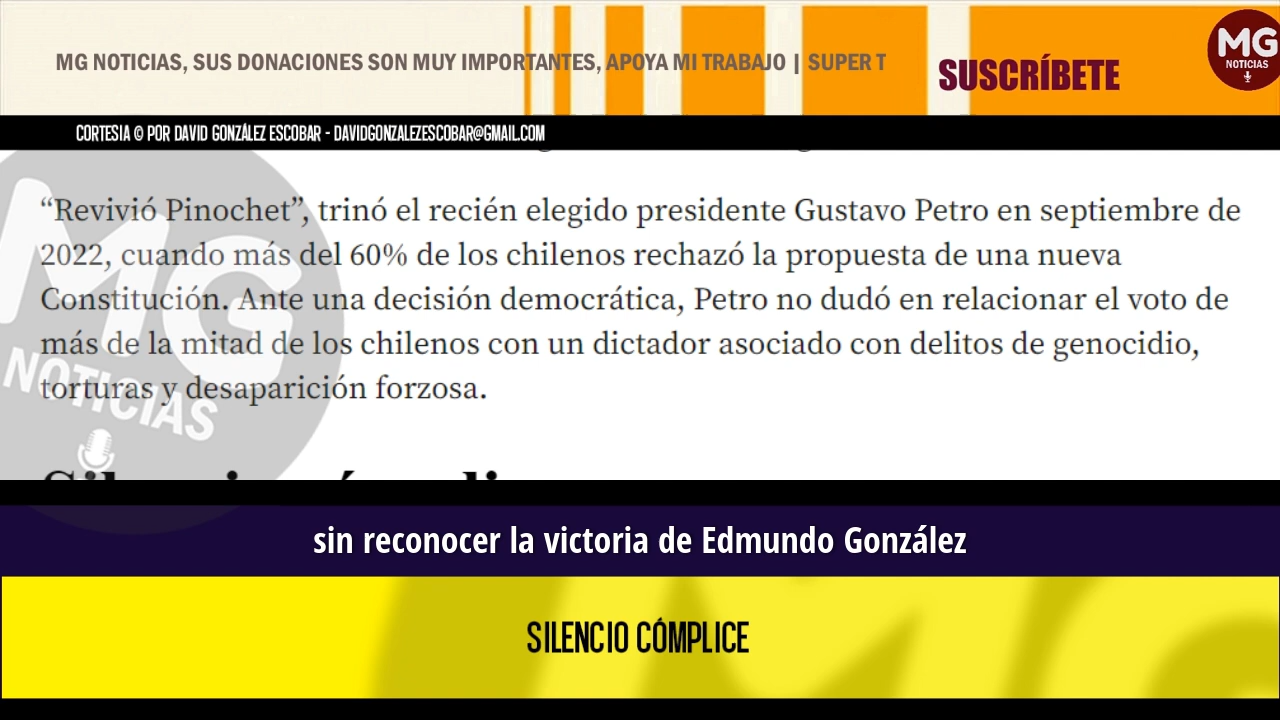 MG NOTICIAS, SUS DONACIONES SON MUY IMPORTANTES, APOYA MI TRABAJO | SUPER T
SUSCRÍBETE
MG
NOTICIAS
CORTESIA © POR DAVID GONZÁLEZ ESCOBAR - DAVIDGONZALEZESCOBAR@GMAIL.COM
“Revivió Pinochet”, trinó el recién elegido presidente Gustavo Petro en septiembre de
2022, cuando más del 60% de los chilenos rechazó la propuesta de una nueva
Constitución. Ante una decisión democrática, Petro no dudó en relacionar el voto de
más de la mitad de los chilenos con un dictador asociado con delitos de genocidio,
torturas y desaparición forzosa.
MG
NOTICIAS
sin reconocer la victoria de Edmundo González
SILENCIO CÓMPLICE